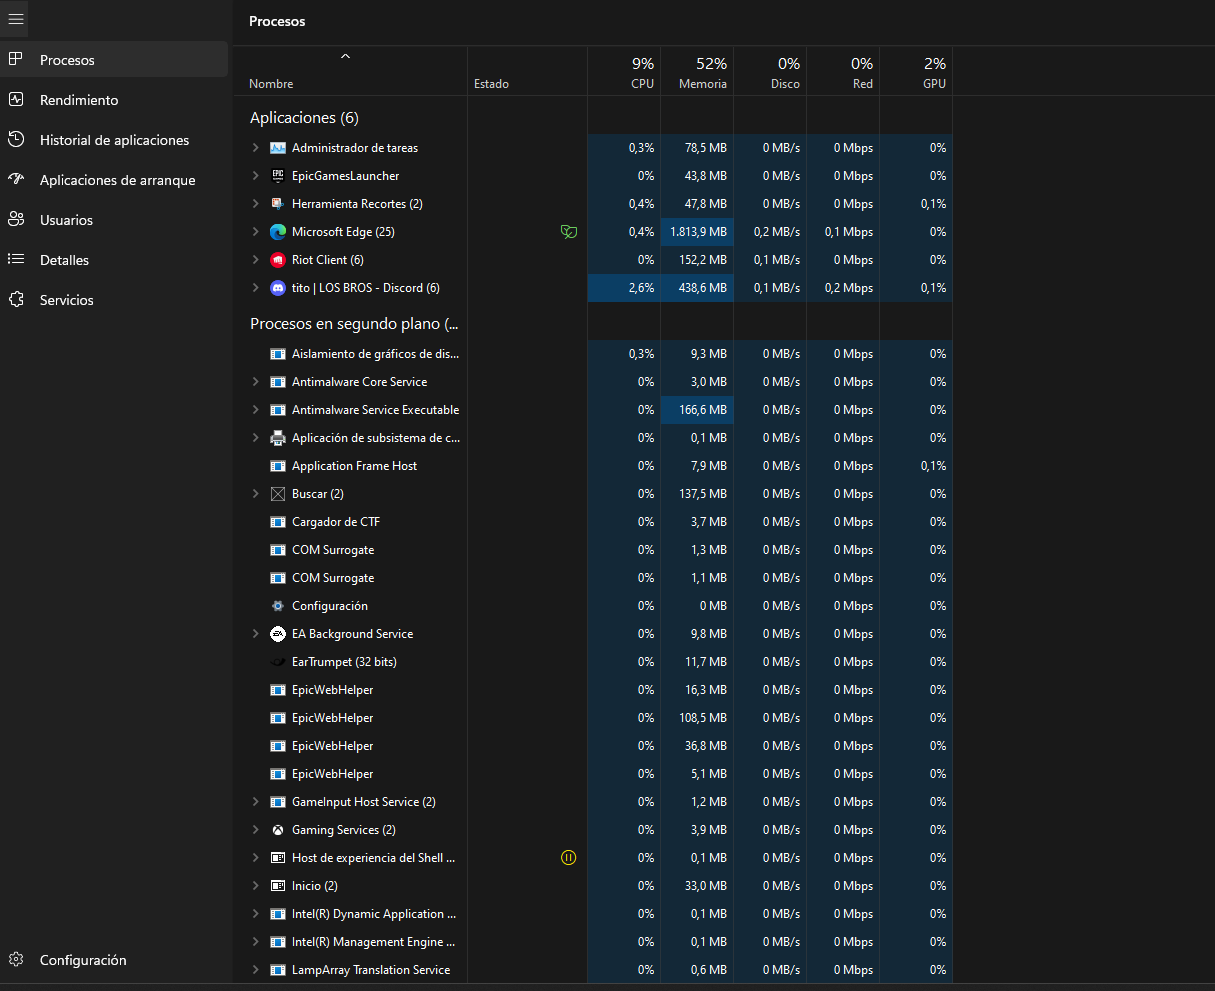 Procesos
Procesos
Rendimiento
Historial de aplicaciones
Aplicaciones de arranque
Usuarios
Detalles
Servicios
Configuración
9% 52% 0% 0% 2%
Nombre Estado CPU Memoria Disco Red GPU
Aplicaciones (6)
Administrador de tareas 0,3% 78,5 MB 0 MB/s 0 Mbps 0%
EpicGamesLauncher 0% 43,8 MB 0 MB/s 0 Mbps 0%
Herramienta Recortes (2) 0,4% 47,8 MB 0 MB/s 0 Mbps 0,1%
Microsoft Edge (25) 0,4% 1.813,9 MB 0,2 MB/s 0,1 Mbps 0%
Riot Client (6) 0% 152,2 MB 0,1 MB/s 0 Mbps 0%
tito | LOS BROS - Discord (6) 2,6% 438,6 MB 0,1 MB/s 0,2 Mbps 0,1%
Procesos en segundo plano (...
Aislamiento de gráficos de dis... 0,3% 9,3 MB 0 MB/s 0 Mbps 0%
Antimalware Core Service 0% 3,0 MB 0 MB/s 0 Mbps 0%
Antimalware Service Executable 0% 166,6 MB 0 MB/s 0 Mbps 0%
Aplicación de subsistema de c... 0% 0,1 MB 0 MB/s 0 Mbps 0%
Application Frame Host 0% 7,9 MB 0 MB/s 0 Mbps 0,1%
Buscar (2) 0% 137,5 MB 0 MB/s 0 Mbps 0%
Cargador de CTF 0% 3,7 MB 0 MB/s 0 Mbps 0%
COM Surrogate 0% 1,3 MB 0 MB/s 0 Mbps 0%
COM Surrogate 0% 1,1 MB 0 MB/s 0 Mbps 0%
Configuración 0% 0 MB 0 MB/s 0 Mbps 0%
EA Background Service 0% 9,8 MB 0 MB/s 0 Mbps 0%
EarTrumpet (32 bits) 0% 11,7 MB 0 MB/s 0 Mbps 0%
EpicWebHelper 0% 16,3 MB 0 MB/s 0 Mbps 0%
EpicWebHelper 0% 108,5 MB 0 MB/s 0 Mbps 0%
EpicWebHelper 0% 36,8 MB 0 MB/s 0 Mbps 0%
EpicWebHelper 0% 5,1 MB 0 MB/s 0 Mbps 0%
GameInput Host Service (2) 0% 1,2 MB 0 MB/s 0 Mbps 0%
Gaming Services (2) 0% 3,9 MB 0 MB/s 0 Mbps 0%
Host de experiencia del Shell ... 0% 0,1 MB 0 MB/s 0 Mbps 0%
Inicio (2) 0% 33,0 MB 0 MB/s 0 Mbps 0%
Intel(R) Dynamic Application ... 0% 0,1 MB 0 MB/s 0 Mbps 0%
Intel(R) Management Engine ... 0% 0,1 MB 0 MB/s 0 Mbps 0%
LampArray Translation Service 0% 0,6 MB 0 MB/s 0 Mbps 0%